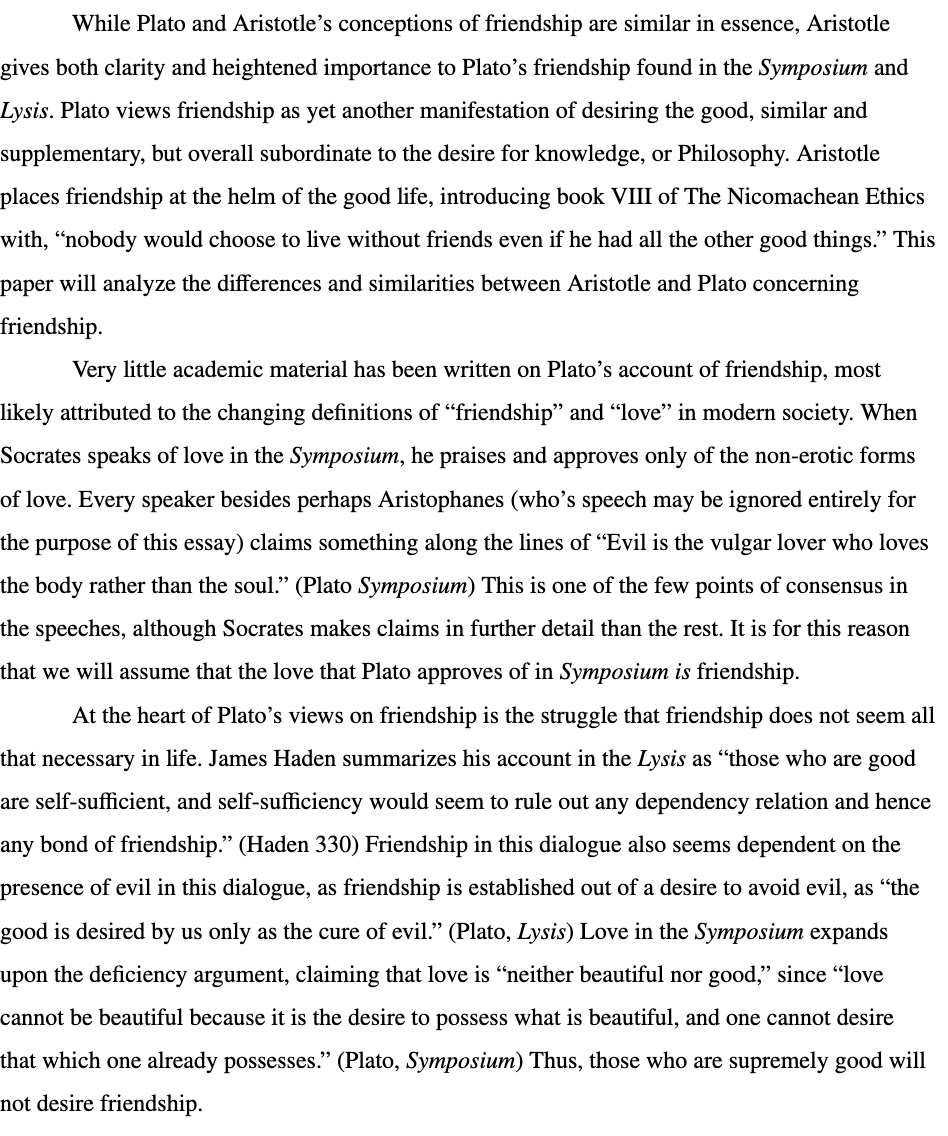 While Plato and Aristotle’s conceptions of friendship are similar in essence, Aristotle
gives both clarity and heightened importance to Plato’s friendship found in the Symposium and
Lysis. Plato views friendship as yet another manifestation of desiring the good, similar and
supplementary, but overall subordinate to the desire for knowledge, or Philosophy. Aristotle
places friendship at the helm of the good life, introducing book VIII of The Nicomachean Ethics
with, “nobody would choose to live without friends even if he had all the other good things.” This
paper will analyze the differences and similarities between Aristotle and Plato concerning
friendship.
Very little academic material has been written on Plato’s account of friendship, most
likely attributed to the changing definitions of “friendship” and “love” in modern society. When
Socrates speaks of love in the Symposium, he praises and approves only of the non-erotic forms
of love. Every speaker besides perhaps Aristophanes (who’s speech may be ignored entirely for
the purpose of this essay) claims something along the lines of “Evil is the vulgar lover who loves
the body rather than the soul.” (Plato Symposium) This is one of the few points of consensus in
the speeches, although Socrates makes claims in further detail than the rest. It is for this reason
that we will assume that the love that Plato approves of in Symposium is friendship.
At the heart of Plato’s views on friendship is the struggle that friendship does not seem all
that necessary in life. James Haden summarizes his account in the Lysis as “those who are good
are self-sufficient, and self-sufficiency would seem to rule out any dependency relation and hence
any bond of friendship.” (Haden 330) Friendship in this dialogue also seems dependent on the
presence of evil in this dialogue, as friendship is established out of a desire to avoid evil, as “the
good is desired by us only as the cure of evil.” (Plato, Lysis) Love in the Symposium expands
upon the deficiency argument, claiming that love is “neither beautiful nor good,” since “love
cannot be beautiful because it is the desire to possess what is beautiful, and one cannot desire
that which one already possesses.” (Plato, Symposium) Thus, those who are supremely good will
not desire friendship.